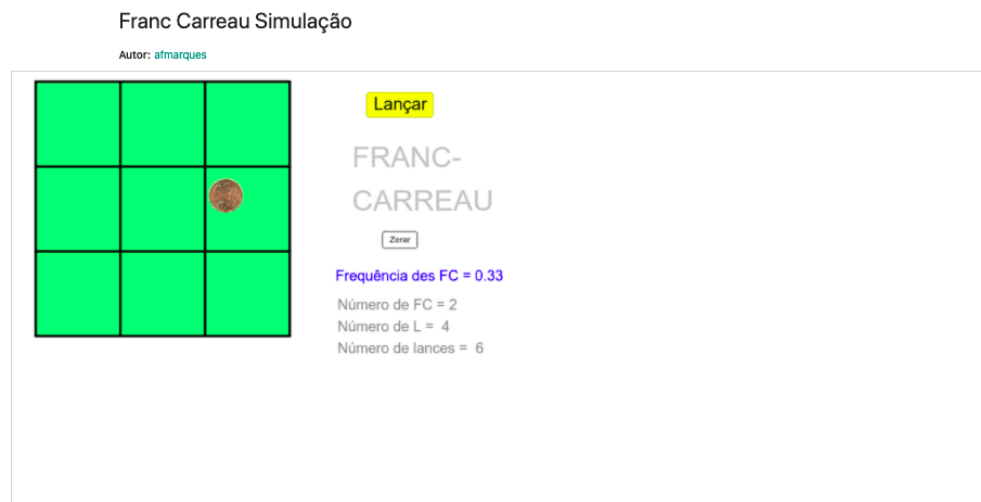 Franc Carreau Simulação
Autor: afmarques
Lançar
FRANC-
CARREAU
Zerar
Frequência des FC = 0.33
Número de FC = 2
Número de L = 4
Número de lances = 6